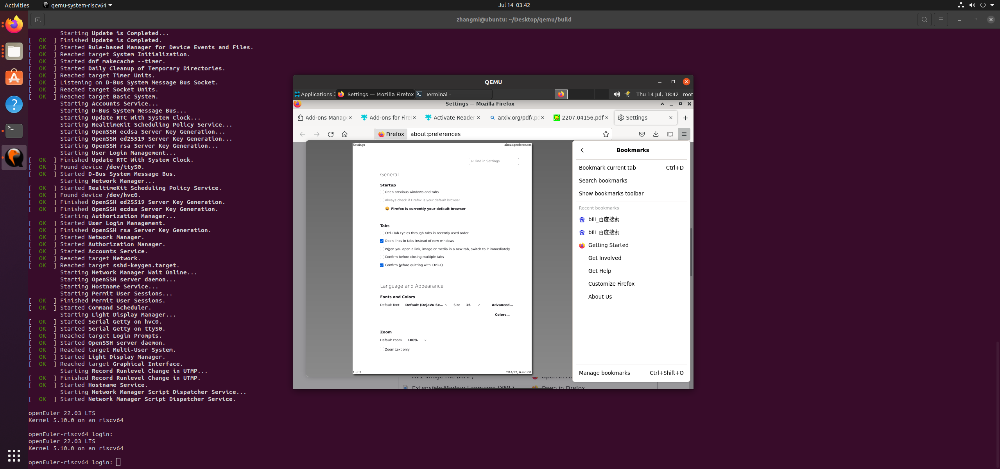 Activities
qemu-system-riscv64
Jul 14 03:42
zhangmi@ubuntu: ~/Desktop/qemu/build
Starting Update is Completed...
[ OK ] Finished Update is Completed.
[ OK ] Started Rule-based Manager for Device Events and Files.
[ OK ] Reached target System Initialization.
[ OK ] Started dnf makecache --timer.
[ OK ] Started Daily Cleanup of Temporary Directories.
[ OK ] Reached target Timer Units.
[ OK ] Listening on D-Bus System Message Bus Socket.
[ OK ] Reached target Socket Units.
[ OK ] Reached target Basic System.
Starting Accounts Service...
Starting D-Bus System Message Bus...
Starting Update RTC With System Clock...
Starting RealtimeKit Scheduling Policy Service...
Starting OpenSSH ecdsa Server Key Generation...
Starting OpenSSH ed25519 Server Key Generation...
Starting OpenSSH rsa Server Key Generation...
Starting User Login Management...
[ OK ] Finished Update RTC With System Clock.
[ OK ] Found device /dev/ttyS0.
[ OK ] Started D-Bus System Message Bus.
Starting Network Manager...
[ OK ] Started RealtimeKit Scheduling Policy Service.
[ OK ] Found device /dev/hvc0.
[ OK ] Finished OpenSSH ed25519 Server Key Generation.
[ OK ] Finished OpenSSH ecdsa Server Key Generation.
Starting Authorization Manager...
[ OK ] Started User Login Management.
[ OK ] Finished OpenSSH rsa Server Key Generation.
[ OK ] Started Network Manager.
[ OK ] Started Authorization Manager.
[ OK ] Started Accounts Service.
[ OK ] Reached target Network.
[ OK ] Reached target sshd-keygen.target.
Starting Network Manager Wait Online...
Starting OpenSSH server daemon...
Starting Hostname Service...
Starting Permit User Sessions...
[ OK ] Finished Permit User Sessions.
[ OK ] Started Command Scheduler.
Starting Light Display Manager...
[ OK ] Started Serial Getty on hvc0.
[ OK ] Started Serial Getty on ttyS0.
[ OK ] Reached target Login Prompts.
[ OK ] Started OpenSSH server daemon.
[ OK ] Reached target Multi-User System.
[ OK ] Started Light Display Manager.
[ OK ] Reached target Graphical Interface.
Starting Record Runlevel Change in UTMP...
[ OK ] Finished Record Runlevel Change in UTMP.
[ OK ] Started Hostname Service.
Starting Network Manager Script Dispatcher Service...
[ OK ] Started Network Manager Script Dispatcher Service.
openEuler 22.03 LTS
Kernel 5.10.0 on an riscv64
openEuler-riscv64 login:
openEuler 22.03 LTS
Kernel 5.10.0 on an riscv64
openEuler-riscv64 login:
QEMU
Applications
Settings — Mozilla Firefox
Terminal -
Thu 14 Jul, 18:42
root
Settings — Mozilla Firefox
Add-ons Manag
Add-ons for Firef
Activate Reader
arxiv.org/pdf/.pd
2207.04156.pdf
Settings
Firefox
about:preferences
Settings
about:preferences
Find in Settings
General
Startup
Open previous windows and tabs
Always check if Firefox is your default browser
Firefox is currently your default browser
Tabs
Ctrl+Tab cycles through tabs in recently used order
Open links in tabs instead of new windows
When you open a link, image or media in a new tab, switch to it immediately
Confirm before closing multiple tabs
Confirm before quitting with Ctrl+Q
Language and Appearance
Fonts and Colors
Default font
Default (DejaVu Se...
Size
16
Advanced...
Colors...
Zoom
Default zoom
100%
Zoom text only
1 of 3
7/14/22, 6:42 PM
AV1 Image File (AVIF)
Open in Fi
Extensible Markup Language (XML)
Open in Firefox
Bookmarks
Bookmark current tab
Ctrl+D
Search bookmarks
Show bookmarks toolbar
Recent bookmarks
bili_百度搜索
bili_百度搜索
Getting Started
Get Involved
Get Help
Customize Firefox
About Us
Manage bookmarks
Ctrl+Shift+O